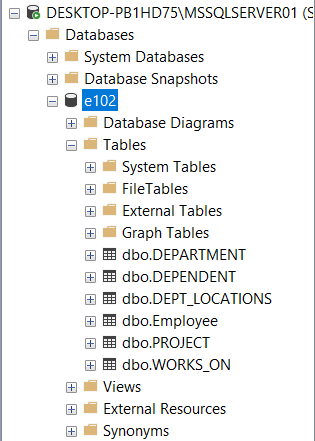 DESKTOP-PB1HD75\MSSQLSERVER01 (S
Databases
System Databases
Database Snapshots
e102
Database Diagrams
Tables
System Tables
FileTables
External Tables
Graph Tables
dbo.DEPARTMENT
dbo.DEPENDENT
dbo.DEPT_LOCATIONS
dbo.Employee
dbo.PROJECT
dbo.WORKS_ON
Views
External Resources
Synonyms